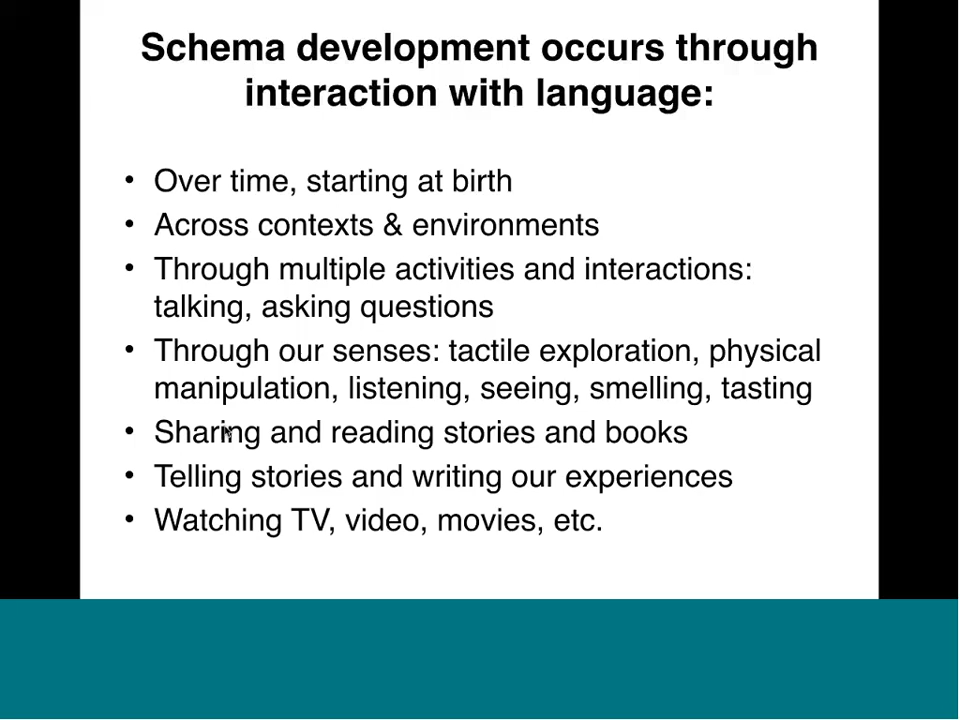 Schema development occurs through
interaction with language:
• Over time, starting at birth
• Across contexts & environments
• Through multiple activities and interactions:
talking, asking questions
• Through our senses: tactile exploration, physical
manipulation, listening, seeing, smelling, tasting
• Sharing and reading stories and books
• Telling stories and writing our experiences
• Watching TV, video, movies, etc.